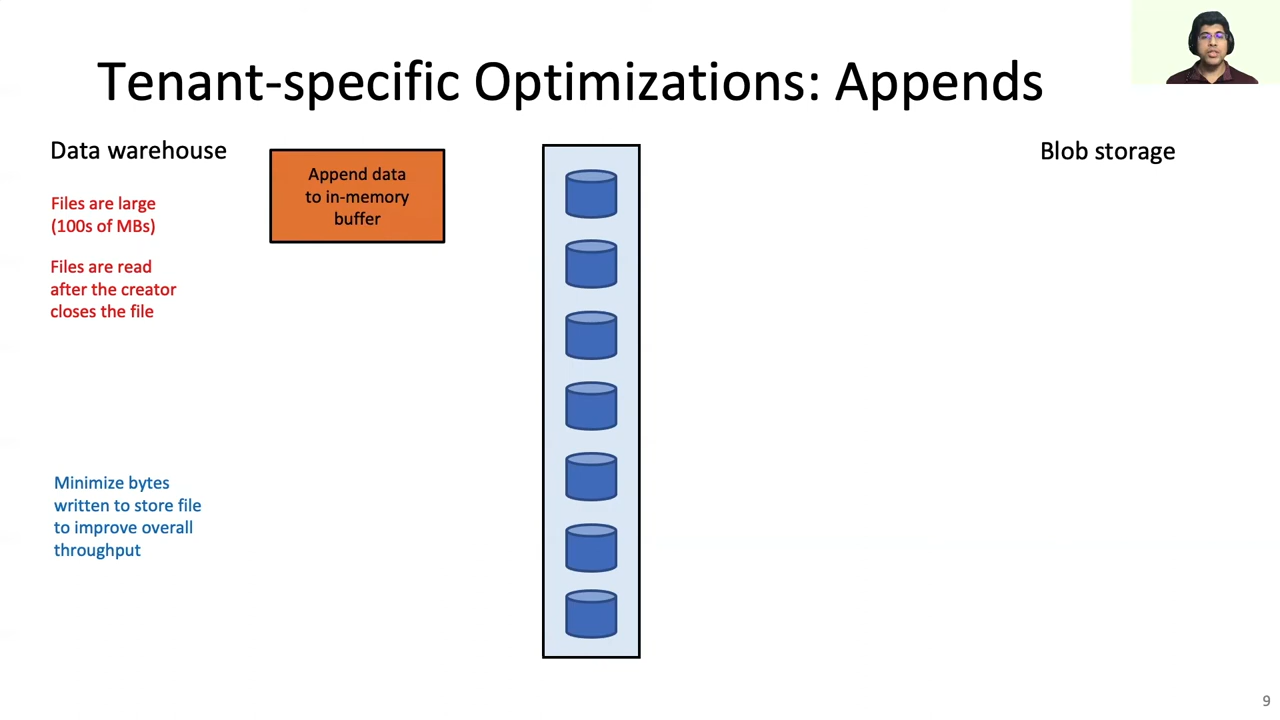 Tenant-specific Optimizations: Appends
Data warehouse
Blob storage
Append data
to in-memory
buffer
Files are large
(100s of MBs)
Files are read
after the creator
closes the file
Minimize bytes
written to store file
to improve overall
throughput
9